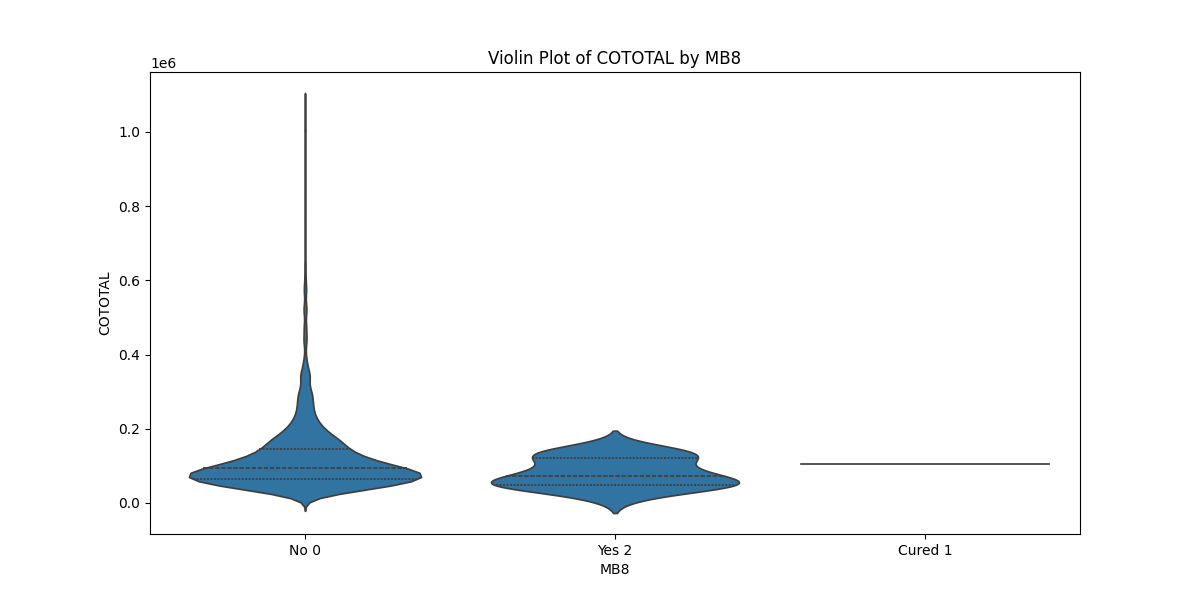 Violin Plot of COTOTAL by MB8
1e6
1.0
0.8
0.6
0.4
0.2
0.0
COTOTAL
No 0
Yes 2
Cured 1
MB8